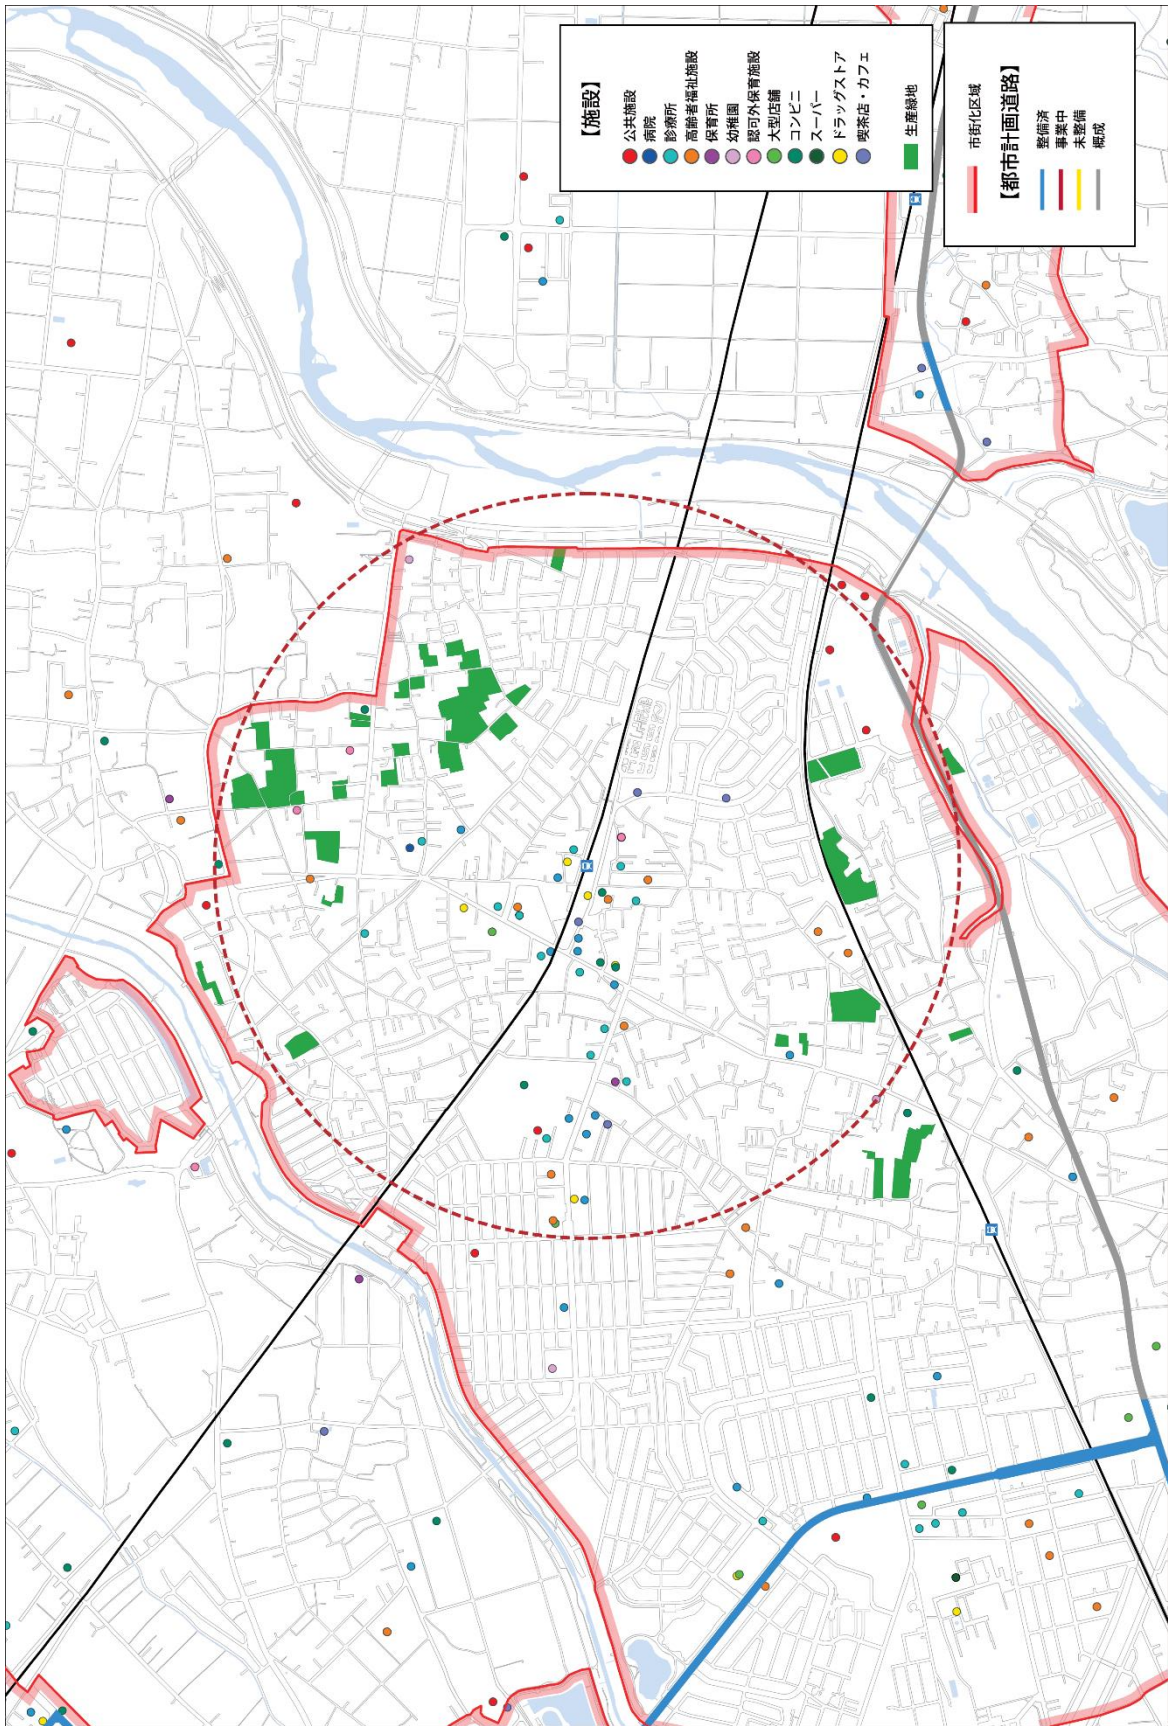 【施設】
公共施設
病院
診療所
高齢者福祉施設
保育所
幼稚園
認可外保育施設
大型店舗
コンビニ
スーパー
ドラッグストア
喫茶店・カフェ
生産緑地
市街化区域
【都市計画道路】
整備済
事業中
未整備
概成